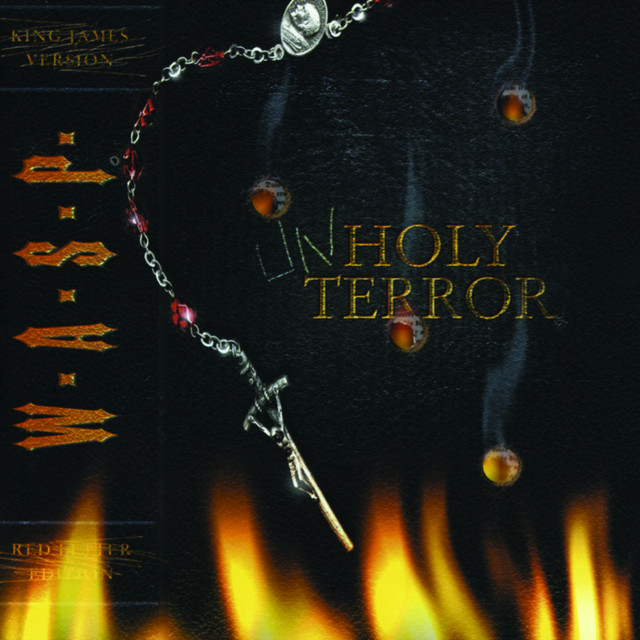 KING JAMES
VERSION
W·A·S·P·
UNHOLY
TERROR
RED LETTER
EDITION